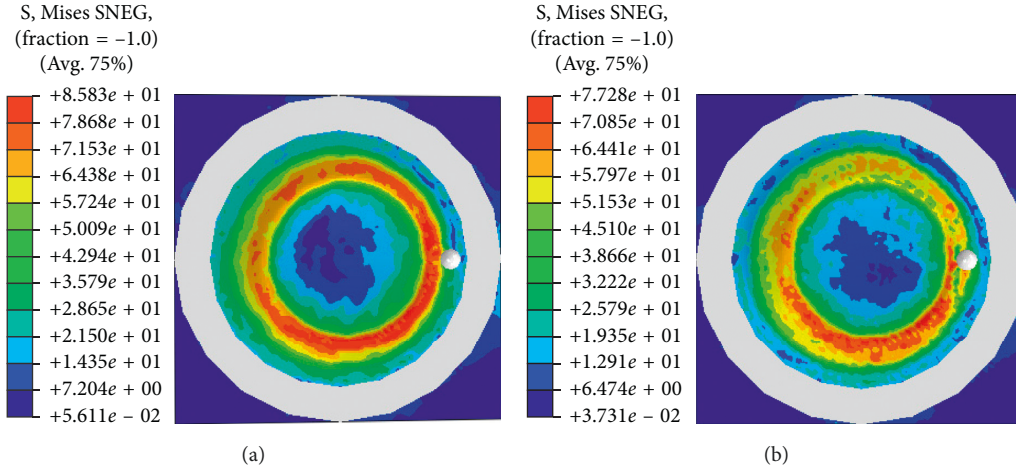 S, Mises SNEG,
(fraction = –1.0)
(Avg. 75%)
+8.583e + 01
+7.868e + 01
+7.153e + 01
+6.438e + 01
+5.724e + 01
+5.009e + 01
+4.294e + 01
+3.579e + 01
+2.865e + 01
+2.150e + 01
+1.435e + 01
+7.204e + 00
+5.611e – 02
(a)
S, Mises SNEG,
(fraction = –1.0)
(Avg. 75%)
+7.728e + 01
+7.085e + 01
+6.441e + 01
+5.797e + 01
+5.153e + 01
+4.510e + 01
+3.866e + 01
+3.222e + 01
+2.579e + 01
+1.935e + 01
+1.291e + 01
+6.474e + 00
+3.731e – 02
(b)